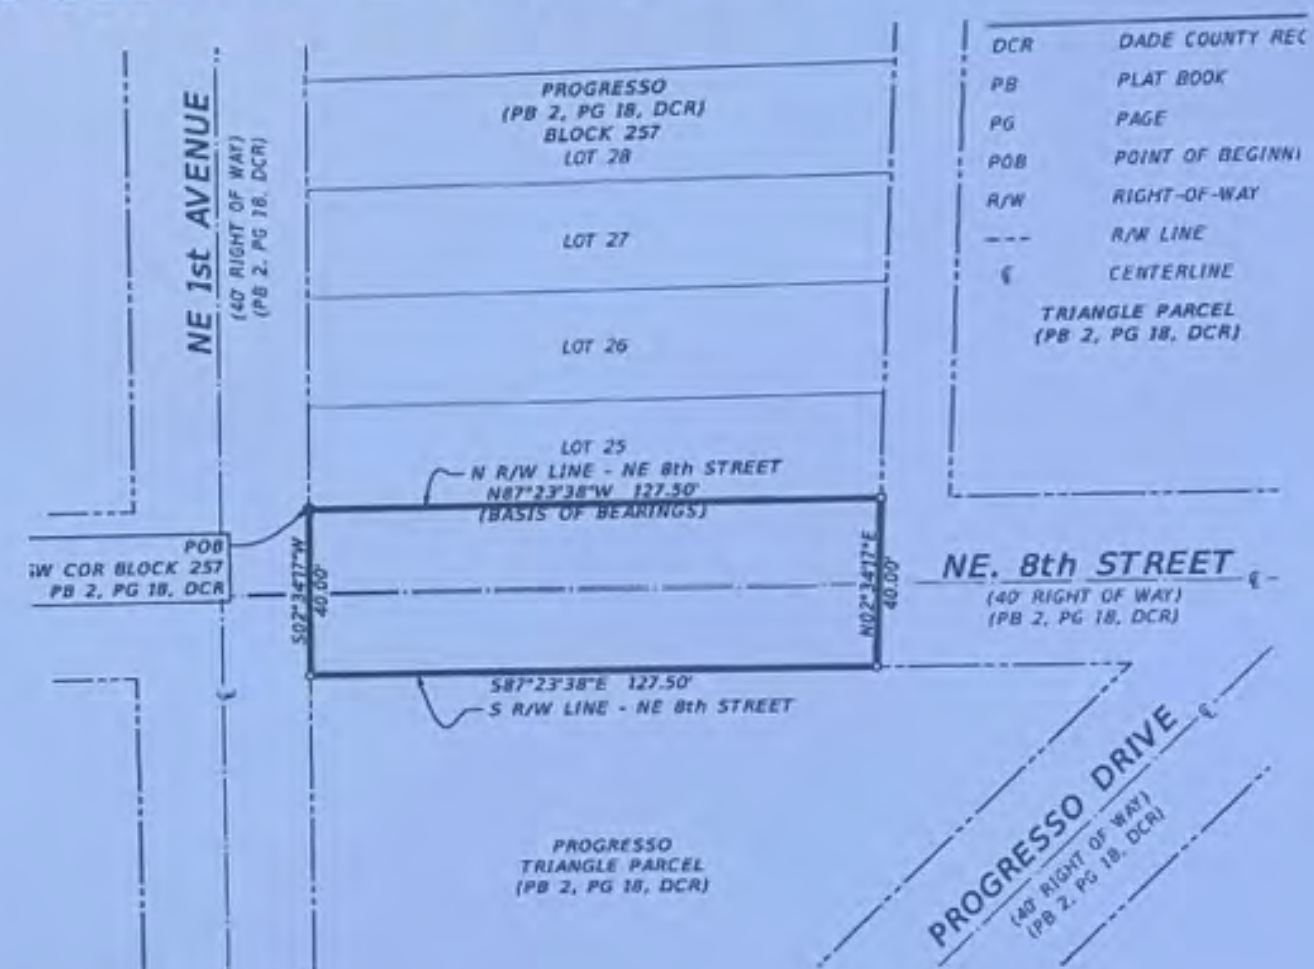 DCR DADE COUNTY REC
PB PLAT BOOK
PG PAGE
POB POINT OF BEGINNI
R/W RIGHT-OF-WAY
R/W LINE
℄ CENTERLINE
TRIANGLE PARCEL
(PB 2, PG 18, DCR)
PROGRESSO
(PB 2, PG 18, DCR)
BLOCK 257
LOT 28
LOT 27
LOT 26
LOT 25
NE 1st AVENUE
(40' RIGHT OF WAY)
(PB 2, PG 18, DCR)
N R/W LINE - NE 8th STREET
N87°23'38"W 127.50'
(BASIS OF BEARINGS)
POB
SW COR BLOCK 257
PB 2, PG 18, DCR
S02°34'17"W
40.00'
N02°34'17"E
40.00'
NE. 8th STREET
℄
(40' RIGHT OF WAY)
(PB 2, PG 18, DCR)
S87°23'38"E 127.50'
S R/W LINE - NE 8th STREET
℄
PROGRESSO
TRIANGLE PARCEL
(PB 2, PG 18, DCR)
PROGRESSO DRIVE
℄
(40' RIGHT OF WAY)
(PB 2, PG 18, DCR)